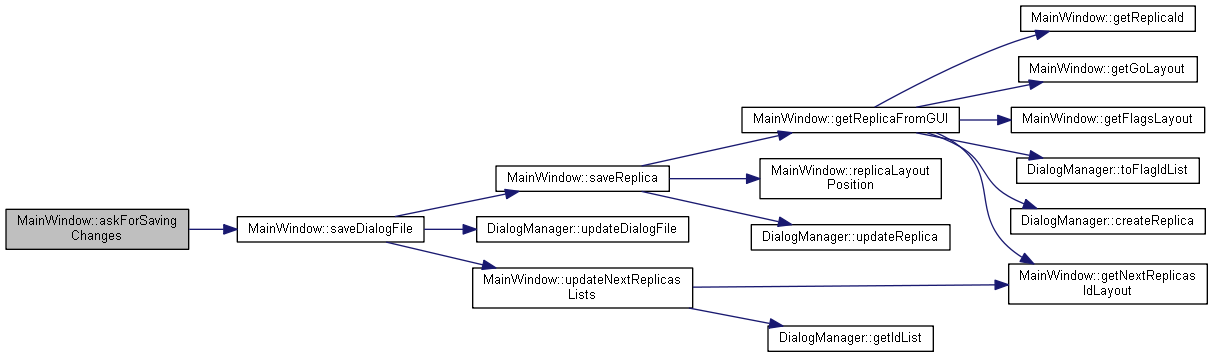 MainWindow::getReplicaId
MainWindow::getGoLayout
MainWindow::getReplicaFromGUI
MainWindow::getFlagsLayout
DialogManager::toFlagIdList
MainWindow::saveReplica
MainWindow::replicaLayout
Position
DialogManager::createReplica
MainWindow::askForSaving
Changes
MainWindow::saveDialogFile
DialogManager::updateDialogFile
DialogManager::updateReplica
MainWindow::updateNextReplicas
Lists
MainWindow::getNextReplicas
IdLayout
DialogManager::getIdList